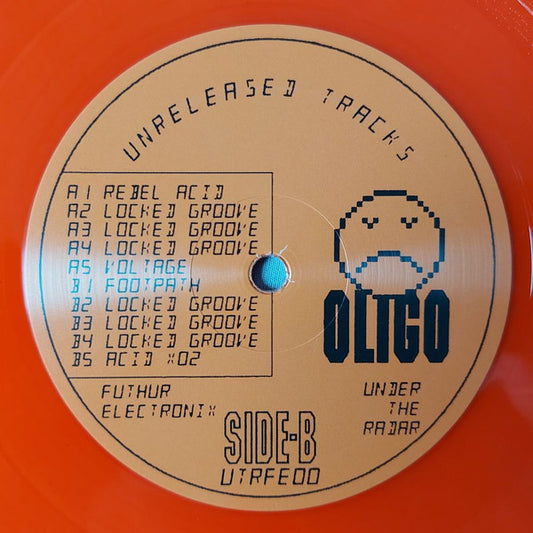 UNRELEASED TRACKS
A1 REBEL ACID
A2 LOCKED GROOVE
A3 LOCKED GROOVE
A4 LOCKED GROOVE
A5 VOLTAGE
B1 FOOTPATH
B2 LOCKED GROOVE
B3 LOCKED GROOVE
B4 LOCKED GROOVE
B5 ACID X02
OLTGO
FUTHUR
ELECTRONIX
UNDER
THE
RADAR
SIDE-B
UTRFE00